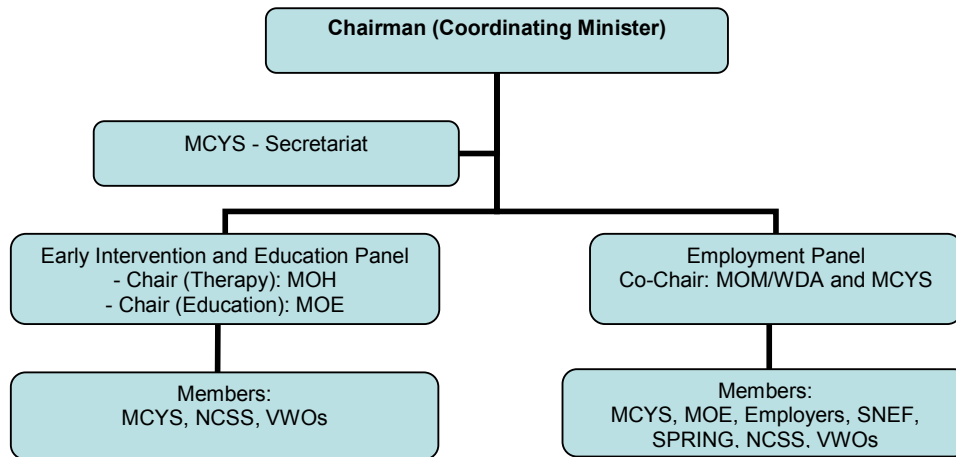 Chairman (Coordinating Minister)
MCYS - Secretariat
Early Intervention and Education Panel
- Chair (Therapy): MOH
- Chair (Education): MOE
Employment Panel
Co-Chair: MOM/WDA and MCYS
Members:
MCYS, NCSS, VWOs
Members:
MCYS, MOE, Employers, SNEF,
SPRING, NCSS, VWOs